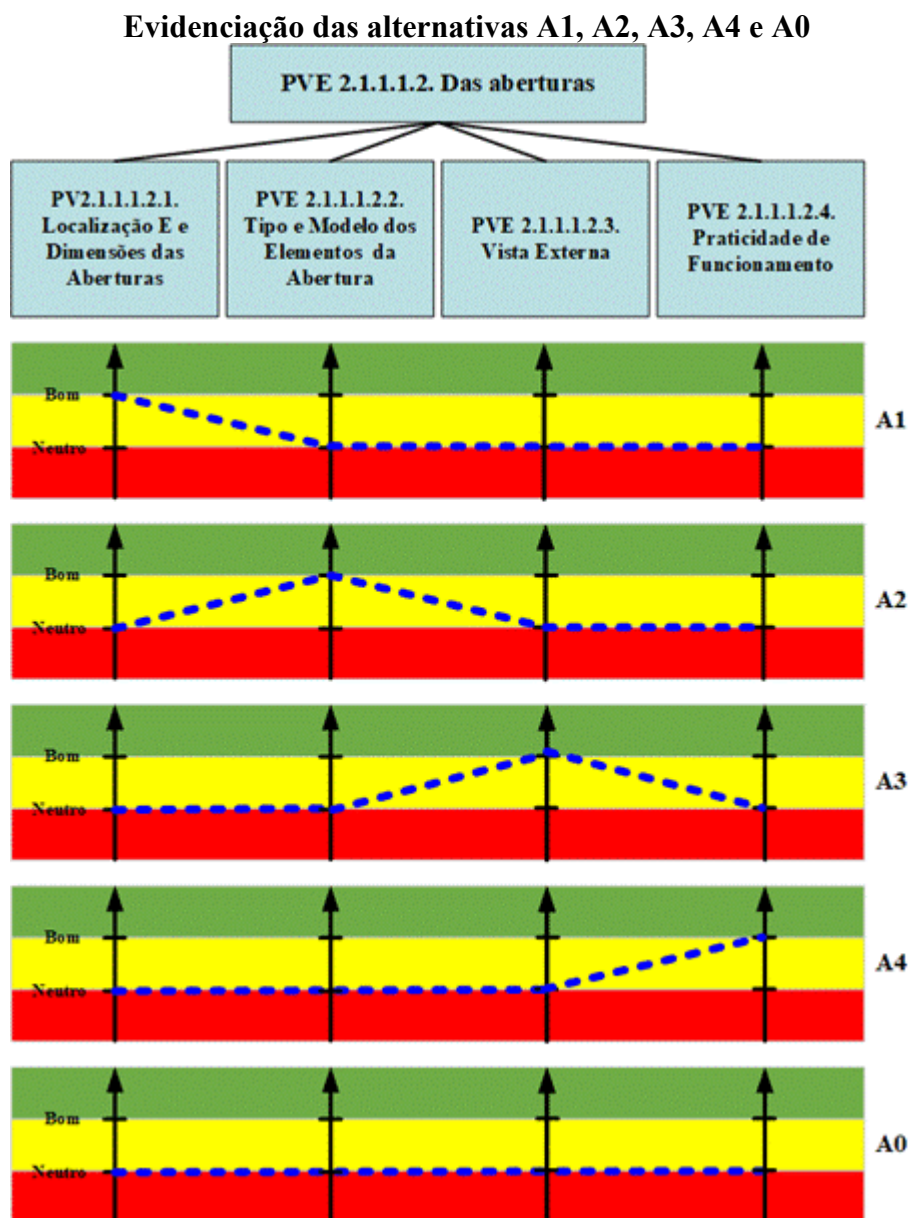 Evidenciação das alternativas A1, A2, A3, A4 e A0
PVE 2.1.1.1.2. Das aberturas
PV2.1.1.1.2.1.
Localização E e
Dimensões das
Aberturas
PVE 2.1.1.1.2.2.
Tipo e Modelo dos
Elementos da
Abertura
PVE 2.1.1.1.2.3.
Vista Externa
PVE 2.1.1.1.2.4.
Praticidade de
Funcionamento
Bom
Neutro
A1
Bom
Neutro
A2
Bom
Neutro
A3
Bom
Neutro
A4
Bom
Neutro
A0